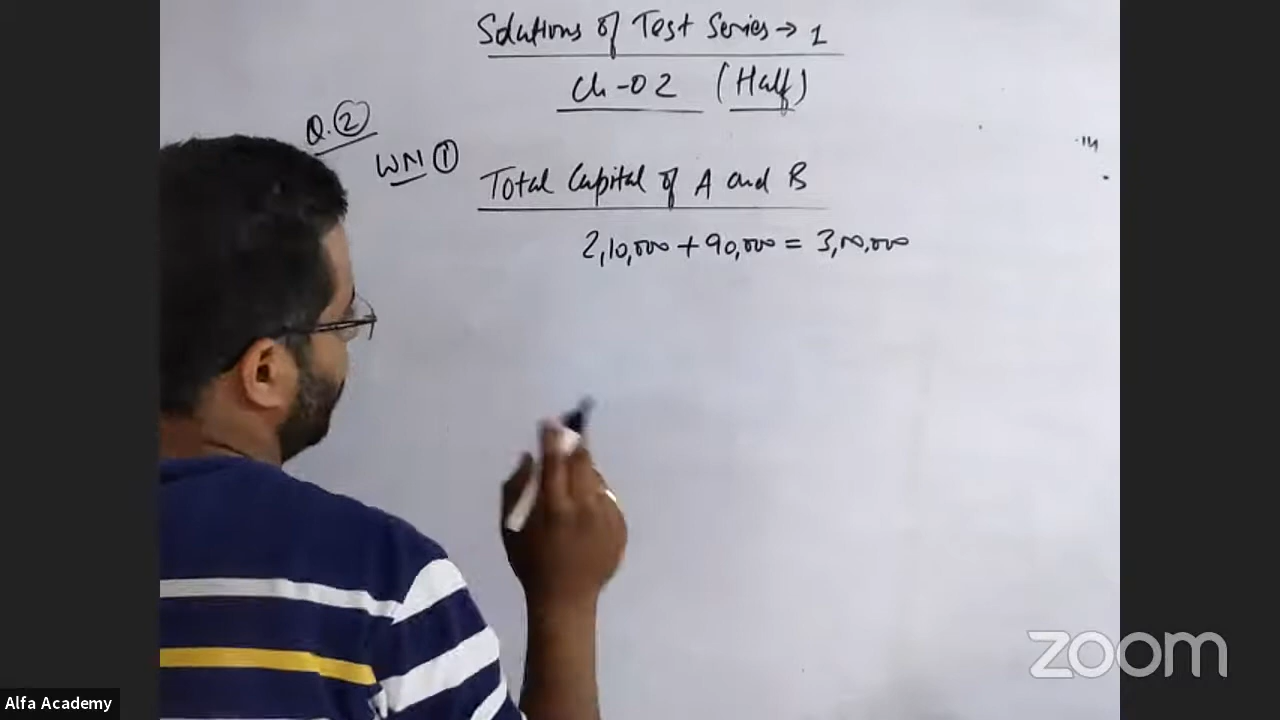 Solutions of Test Series → 1
Ch-02 (Half)
Q. 2
WN 1
Total Capital of A and B
2,10,000 + 90,000 = 3,00,000
zoom
Alfa Academy